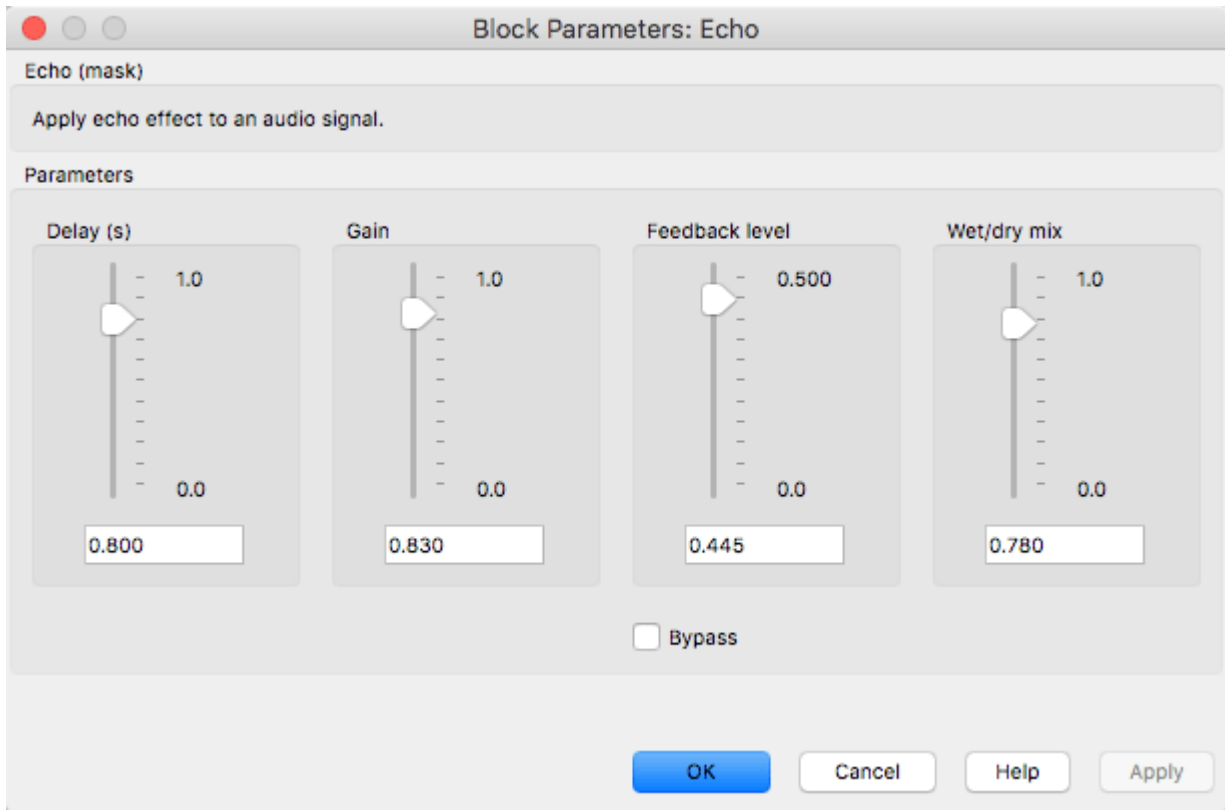 Block Parameters: Echo
Echo (mask)
Apply echo effect to an audio signal.
Parameters
Delay (s)
1.0
0.0
0.800
Gain
1.0
0.0
0.830
Feedback level
0.500
0.0
0.445
Wet/dry mix
1.0
0.0
0.780
Bypass
OK
Cancel
Help
Apply